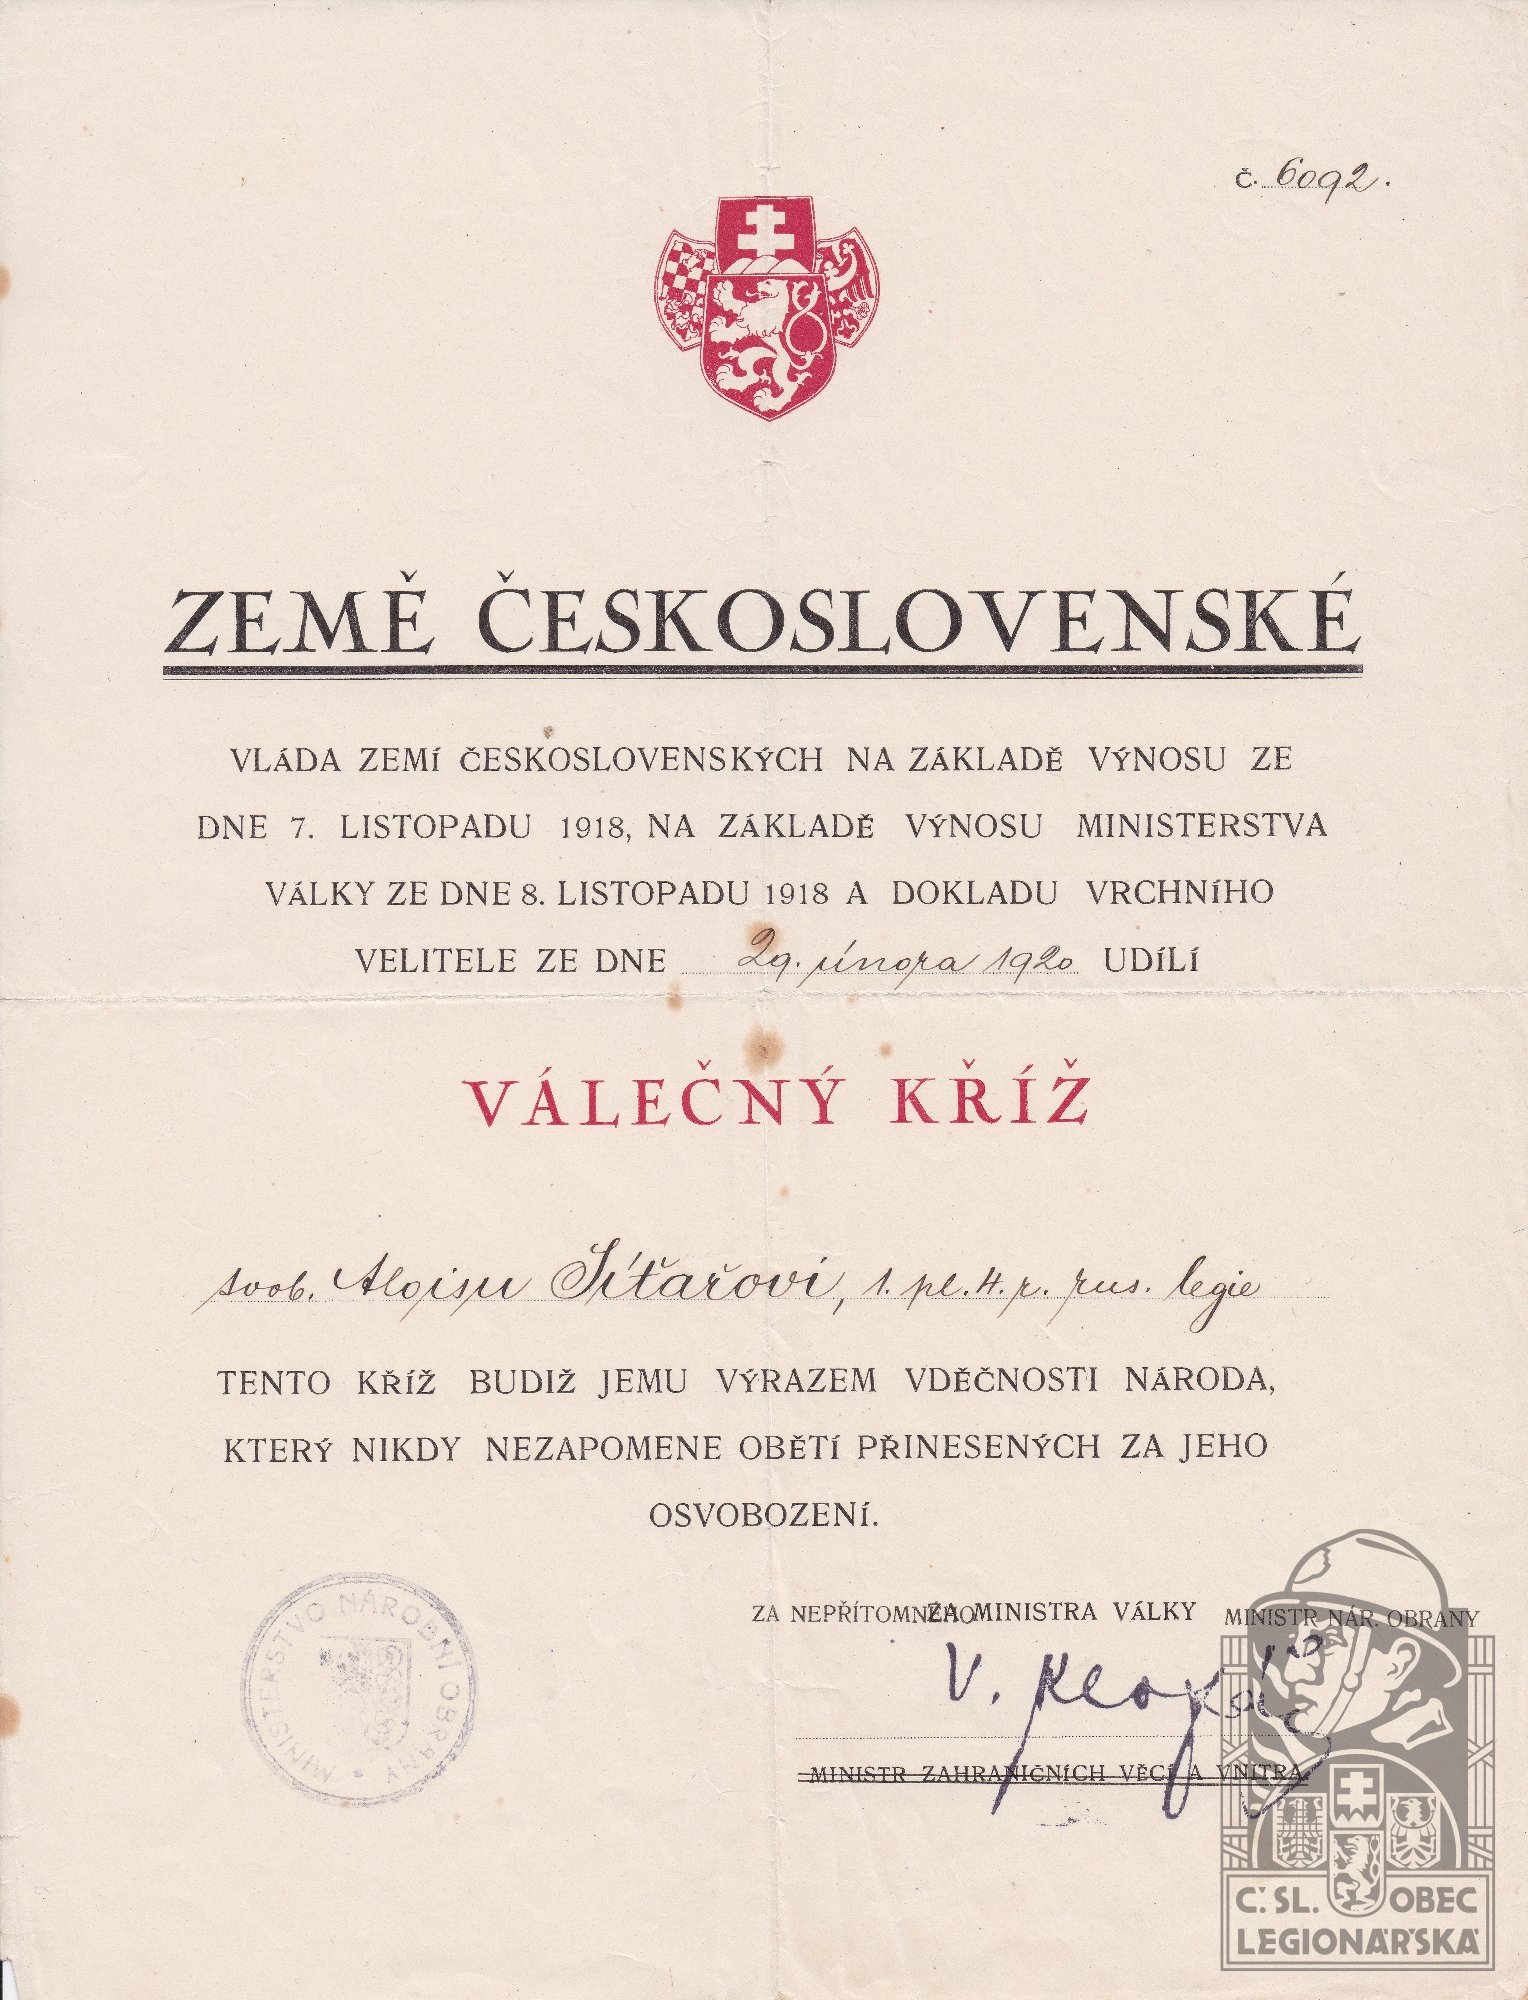 č. 6092.
ZEMĚ ČESKOSLOVENSKÉ
VLÁDA ZEMÍ ČESKOSLOVENSKÝCH NA ZÁKLADĚ VÝNOSU ZE
DNE 7. LISTOPADU 1918, NA ZÁKLADĚ VÝNOSU MINISTERSTVA
VÁLKY ZE DNE 8. LISTOPADU 1918 A DOKLADU VRCHNÍHO
VELITELE ZE DNE 29. února 1920 UDÍLÍ
VÁLEČNÝ KŘÍŽ
svob. Aloisu Šíťařovi, 1. pl. 4. r. rus. legie
TENTO KŘÍŽ BUDIŽ JEMU VÝRAZEM VDĚČNOSTI NÁRODA,
KTERÝ NIKDY NEZAPOMENE OBĚTÍ PŘINESENÝCH ZA JEHO
OSVOBOZENÍ.
MINISTERSTVO NÁRODNÍ OBRANY
ZA NEPŘÍTOMNÉHO ZA MINISTRA VÁLKY MINISTR NÁR. OBRANY
V. Klofáč
MINISTR ZAHRANIČNÍCH VĚCÍ A VNITRA
Č. SL. OBEC
LEGIONÁŘSKÁ